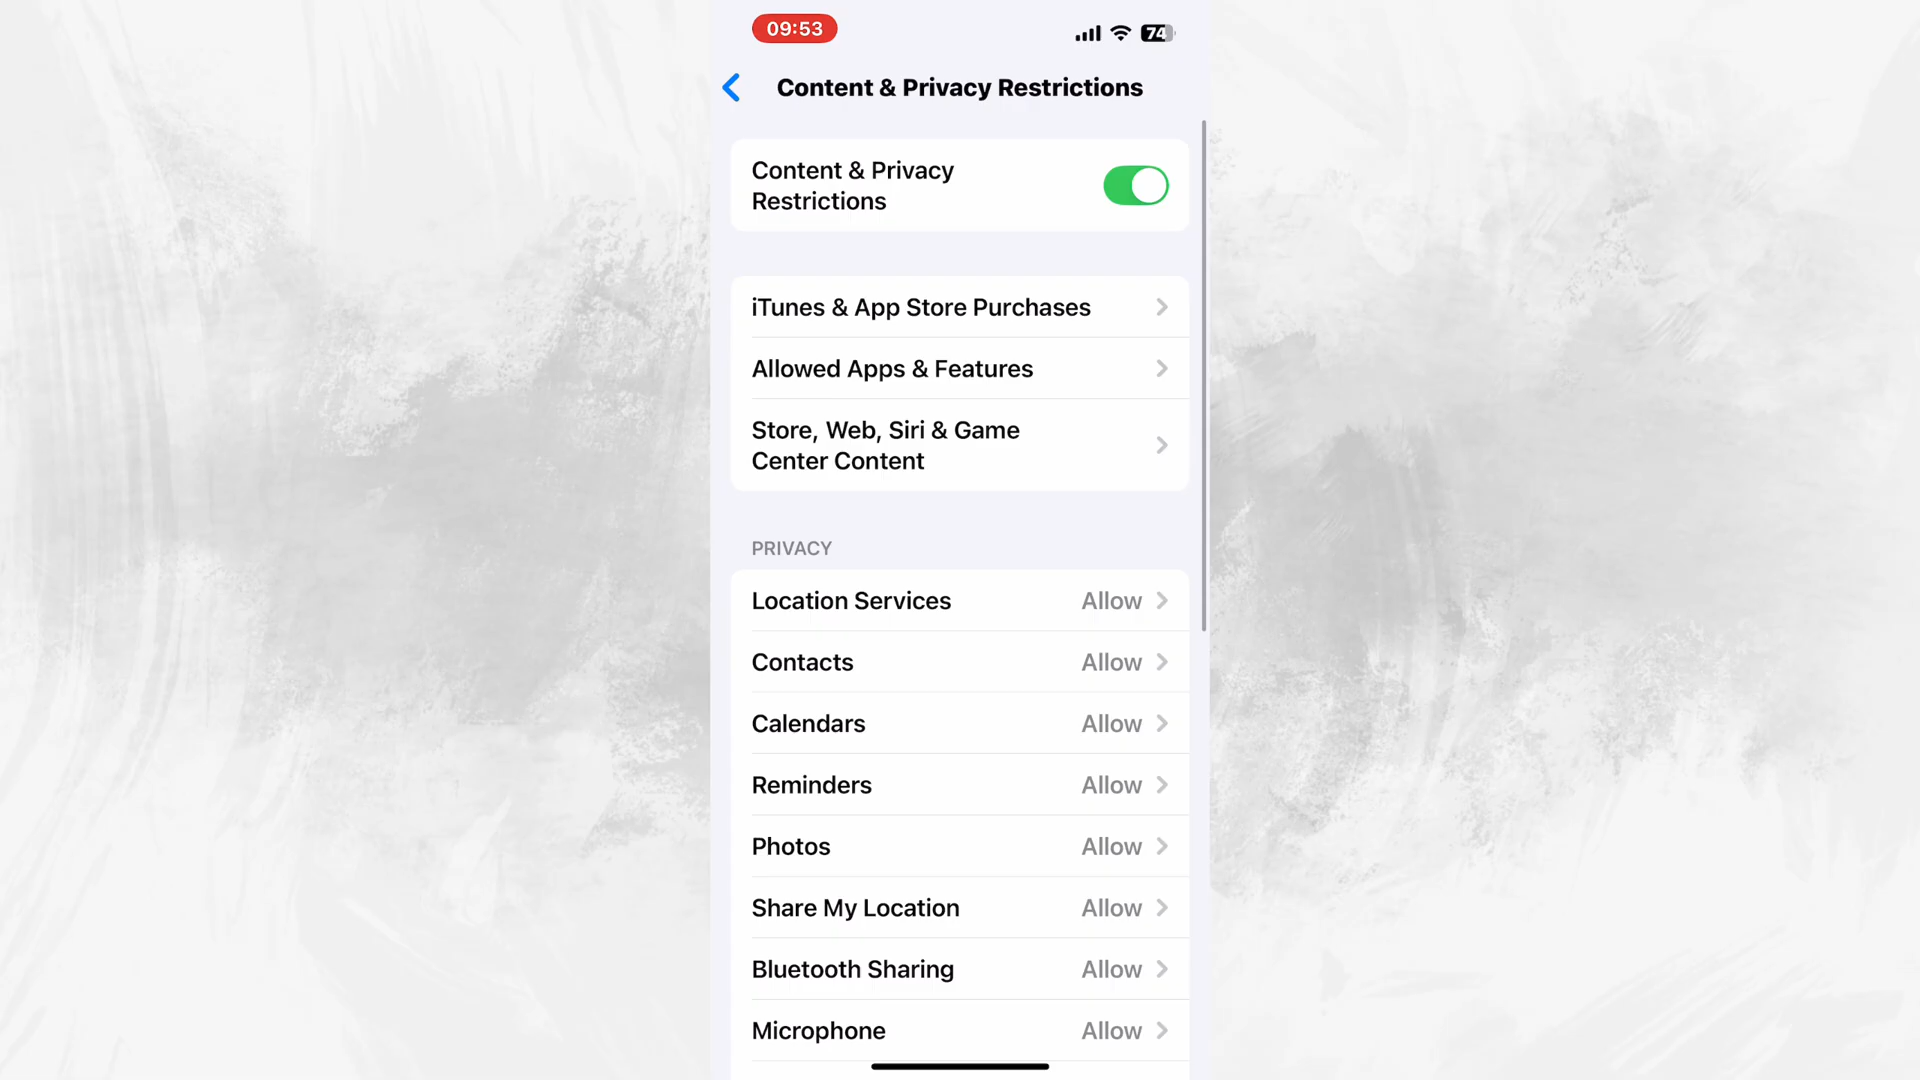 09:53
74
Content & Privacy Restrictions
Content & Privacy
Restrictions
iTunes & App Store Purchases
Allowed Apps & Features
Store, Web, Siri & Game
Center Content
PRIVACY
Location Services Allow
Contacts Allow
Calendars Allow
Reminders Allow
Photos Allow
Share My Location Allow
Bluetooth Sharing Allow
Microphone Allow